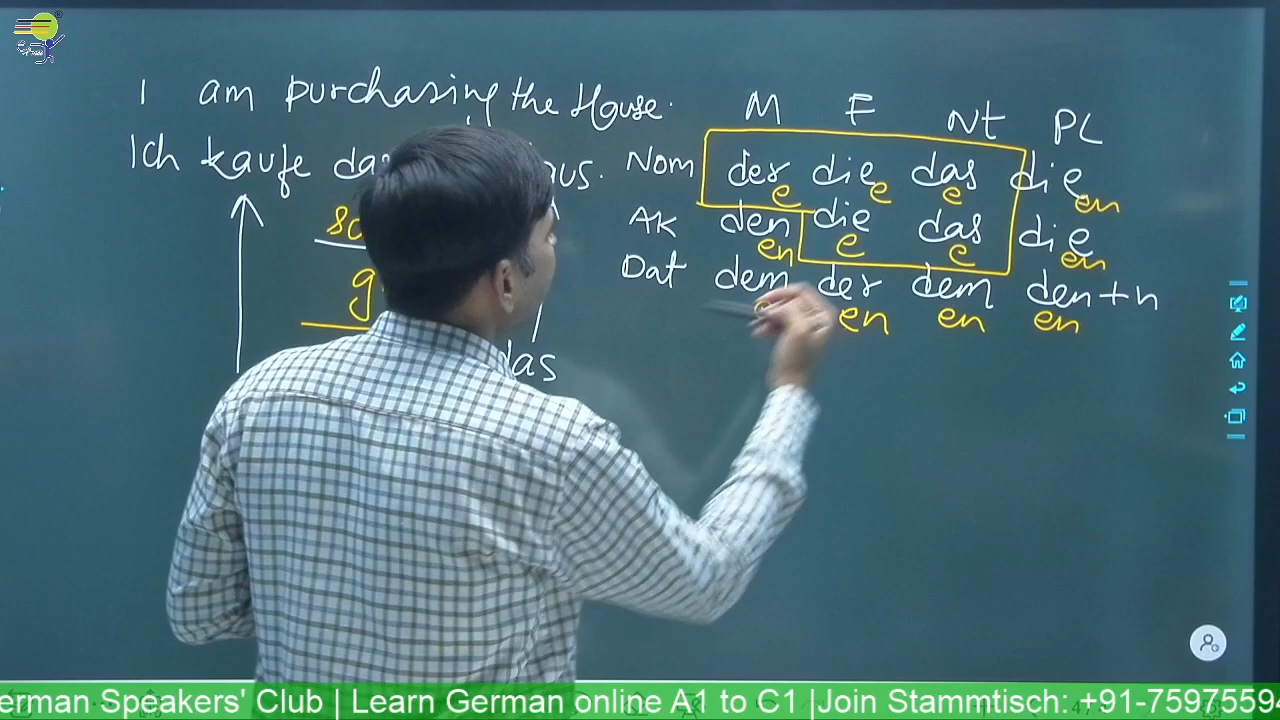 I am purchasing the House.
Ich kaufe
M F Nt PL
Nom der die das die
e e e en
AK den die das die
en e e en
Dat dem der dem den+n
en en en
das
erman Speakers' Club | Learn German online A1 to C1 |Join Stammtisch: +91-75975594